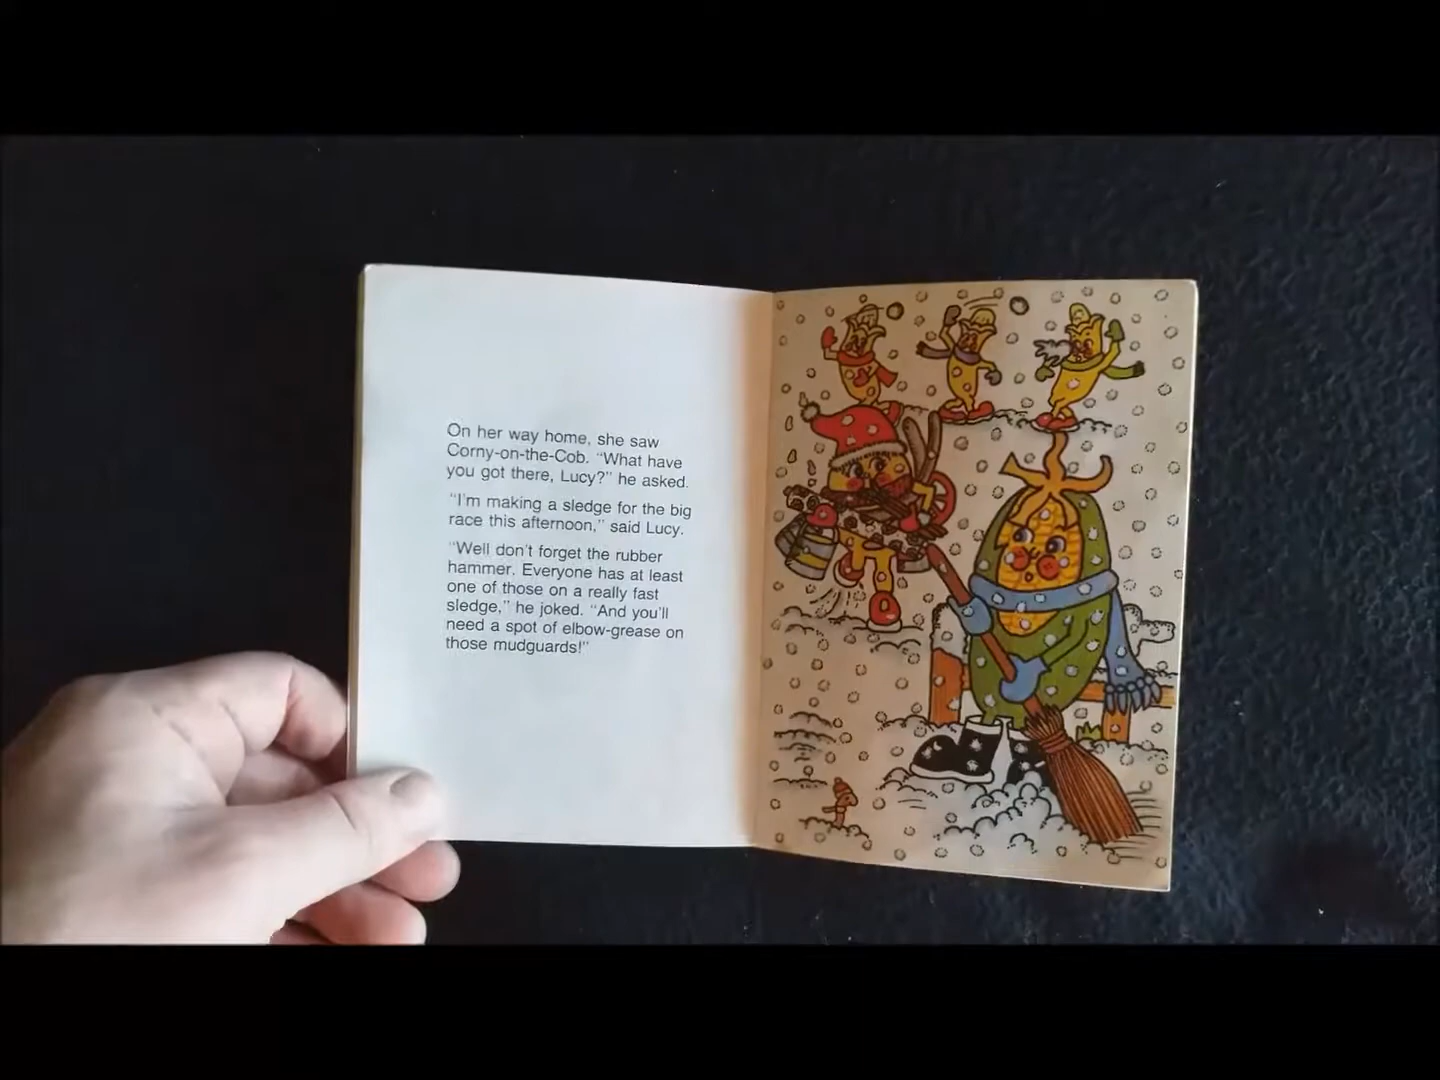 On her way home, she saw
Corny-on-the-Cob. "What have
you got there, Lucy?" he asked.
"I'm making a sledge for the big
race this afternoon," said Lucy.
"Well don't forget the rubber
hammer. Everyone has at least
one of those on a really fast
sledge," he joked. "And you'll
need a spot of elbow-grease on
those mudguards!"